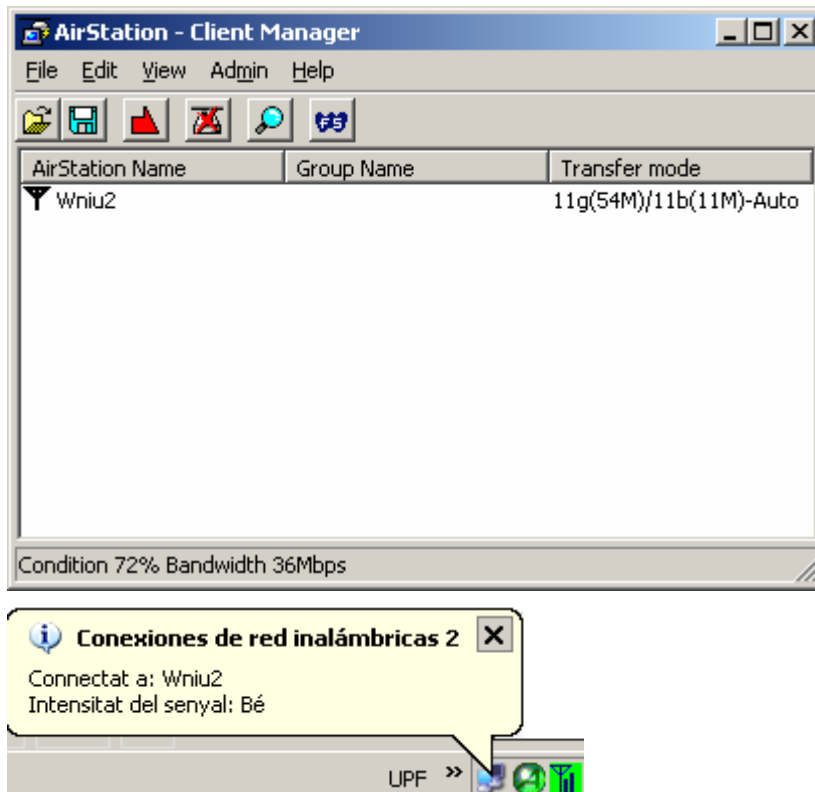 AirStation - Client Manager
File Edit View Admin Help
AirStation Name Group Name Transfer mode
Wniu2 11g(54M)/11b(11M)-Auto
Condition 72% Bandwidth 36Mbps
Conexiones de red inalámbricas 2
Connectat a: Wniu2
Intensitat del senyal: Bé
UPF »